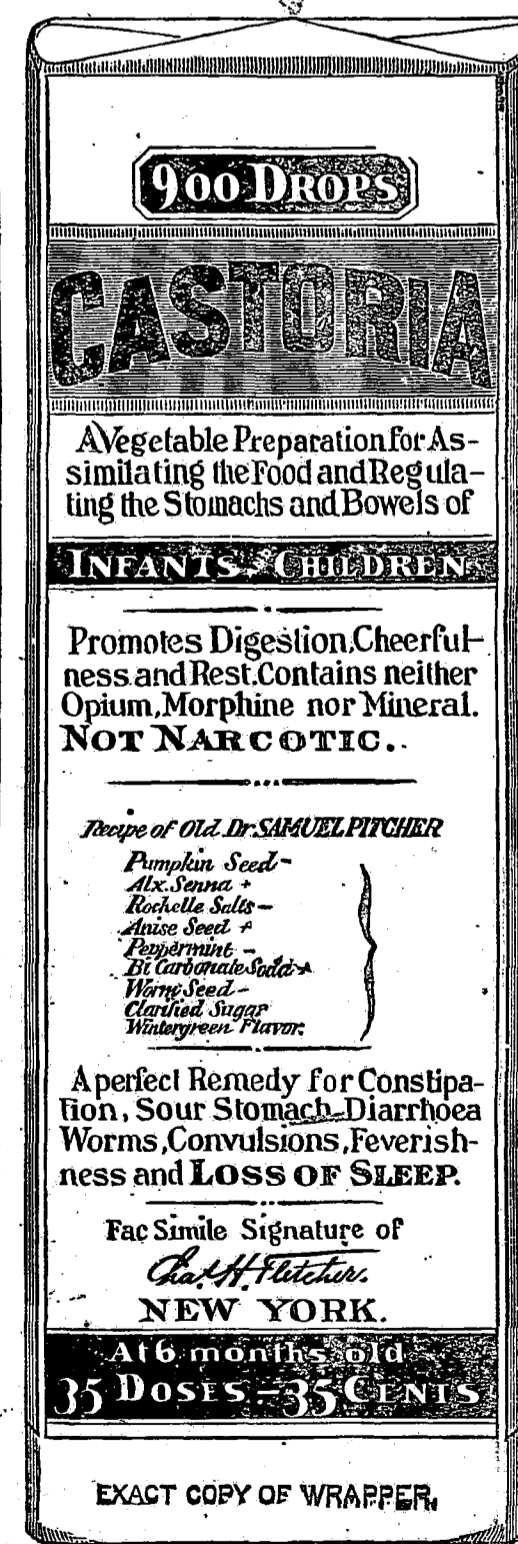 900 DROPS
CASTORIA
A Vegetable Preparation for As-
similating the Food and Regula-
ting the Stomachs and Bowels of
INFANTS CHILDREN
Promotes Digestion, Cheerful-
ness and Rest. Contains neither
Opium, Morphine nor Mineral.
NOT NARCOTIC.
Recipe of Old Dr. SAMUEL PITCHER
Pumpkin Seed -
Alx. Senna +
Rochelle Salts -
Anise Seed +
Peppermint -
Bi Carbonate Soda +
Worm Seed -
Clarified Sugar
Wintergreen Flavor.
A perfect Remedy for Constipa-
tion, Sour Stomach, Diarrhoea
Worms, Convulsions, Feverish-
ness and LOSS OF SLEEP.
Fac Simile Signature of
Chas. H. Fletcher.
NEW YORK.
At 6 months old
35 DOSES - 35 CENTS
EXACT COPY OF WRAPPER.